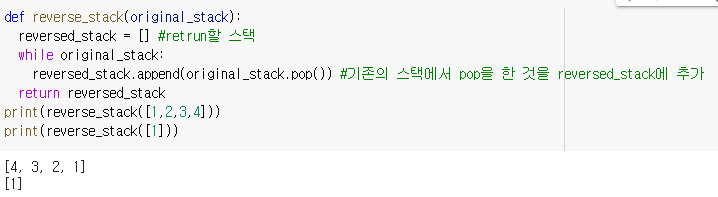 def reverse_stack(original_stack):
  reversed_stack = [] #retrun할 스택
  while original_stack:
    reversed_stack.append(original_stack.pop()) #기존의 스택에서 pop을 한 것을 reversed_stack에 추가
  return reversed_stack
print(reverse_stack([1,2,3,4]))
print(reverse_stack([1]))
[4, 3, 2, 1]
[1]